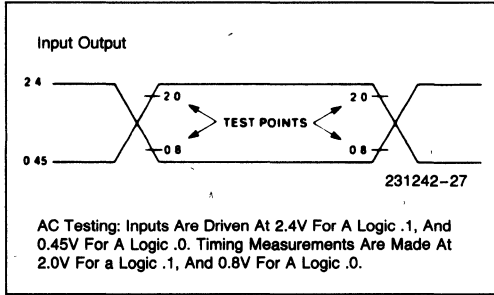 Input Output
2 4
2 0
2 0
TEST POINTS
0 8
0 8
0 45
231242-27
AC Testing: Inputs Are Driven At 2.4V For A Logic .1, And
0.45V For A Logic .0. Timing Measurements Are Made At
2.0V For a Logic .1, And 0.8V For A Logic .0.